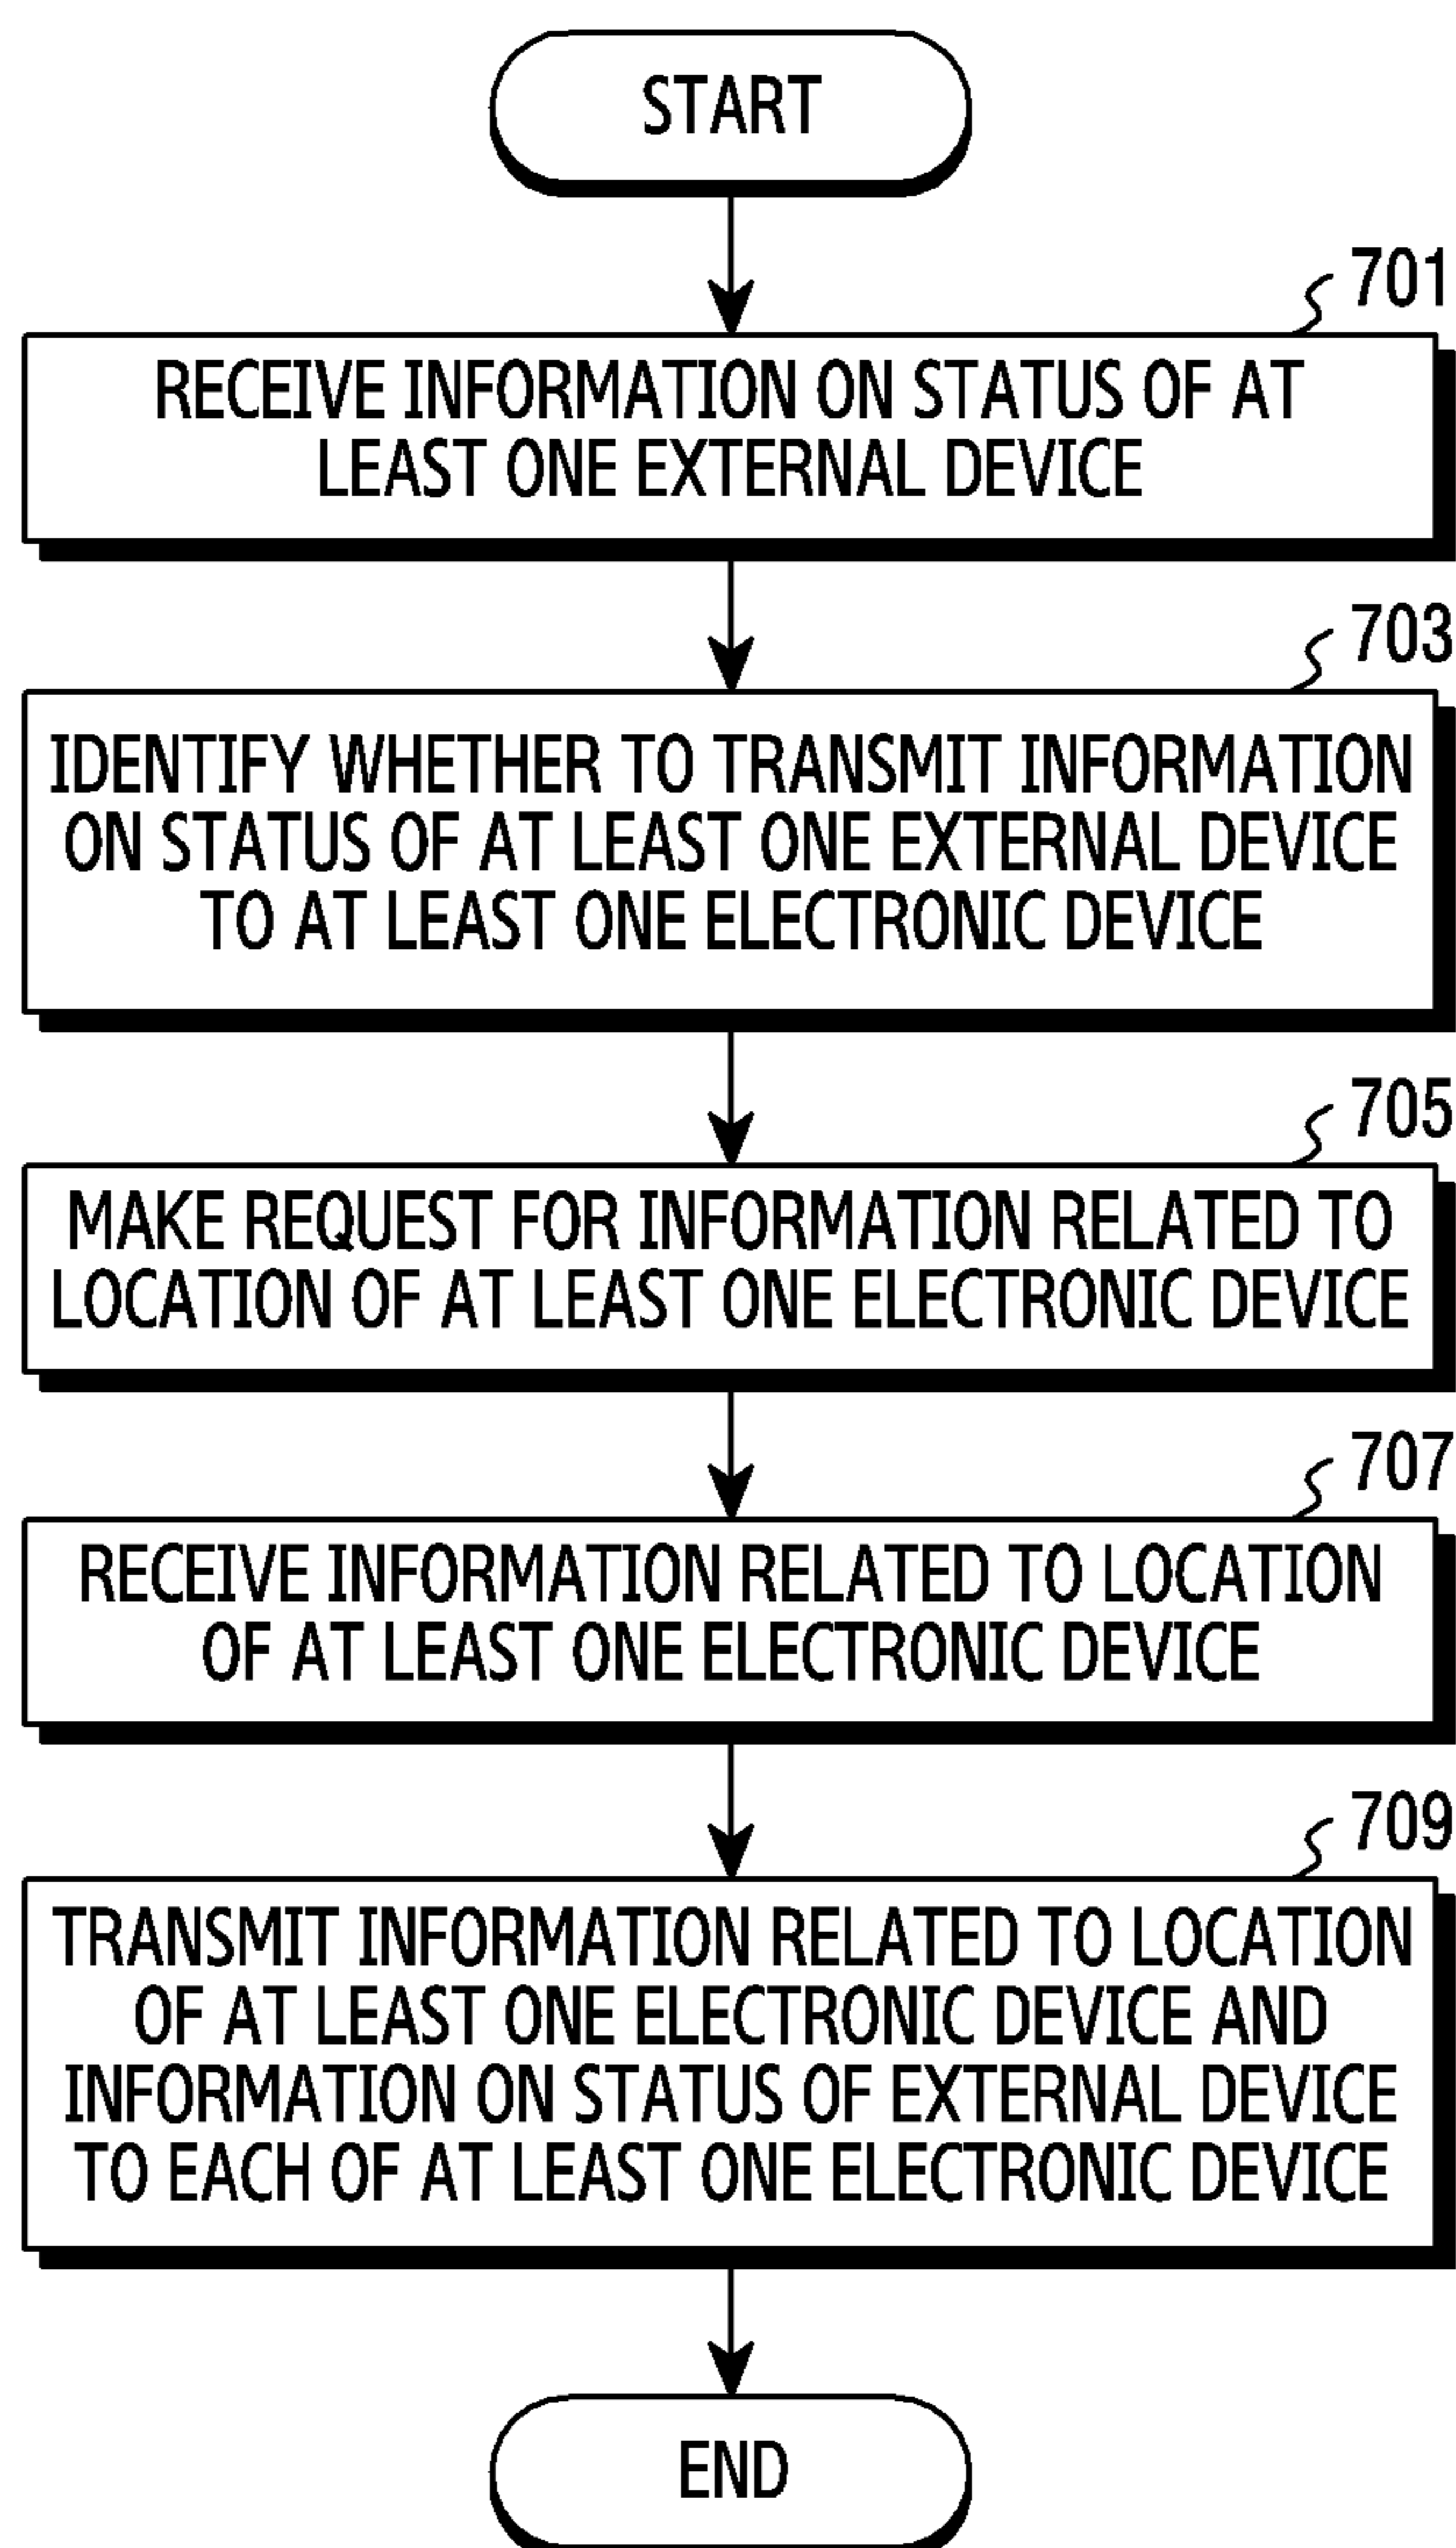 START
701
RECEIVE INFORMATION ON STATUS OF AT
LEAST ONE EXTERNAL DEVICE
703
IDENTIFY WHETHER TO TRANSMIT INFORMATION
ON STATUS OF AT LEAST ONE EXTERNAL DEVICE
TO AT LEAST ONE ELECTRONIC DEVICE
705
MAKE REQUEST FOR INFORMATION RELATED TO
LOCATION OF AT LEAST ONE ELECTRONIC DEVICE
707
RECEIVE INFORMATION RELATED TO LOCATION
OF AT LEAST ONE ELECTRONIC DEVICE
709
TRANSMIT INFORMATION RELATED TO LOCATION
OF AT LEAST ONE ELECTRONIC DEVICE AND
INFORMATION ON STATUS OF EXTERNAL DEVICE
TO EACH OF AT LEAST ONE ELECTRONIC DEVICE
END